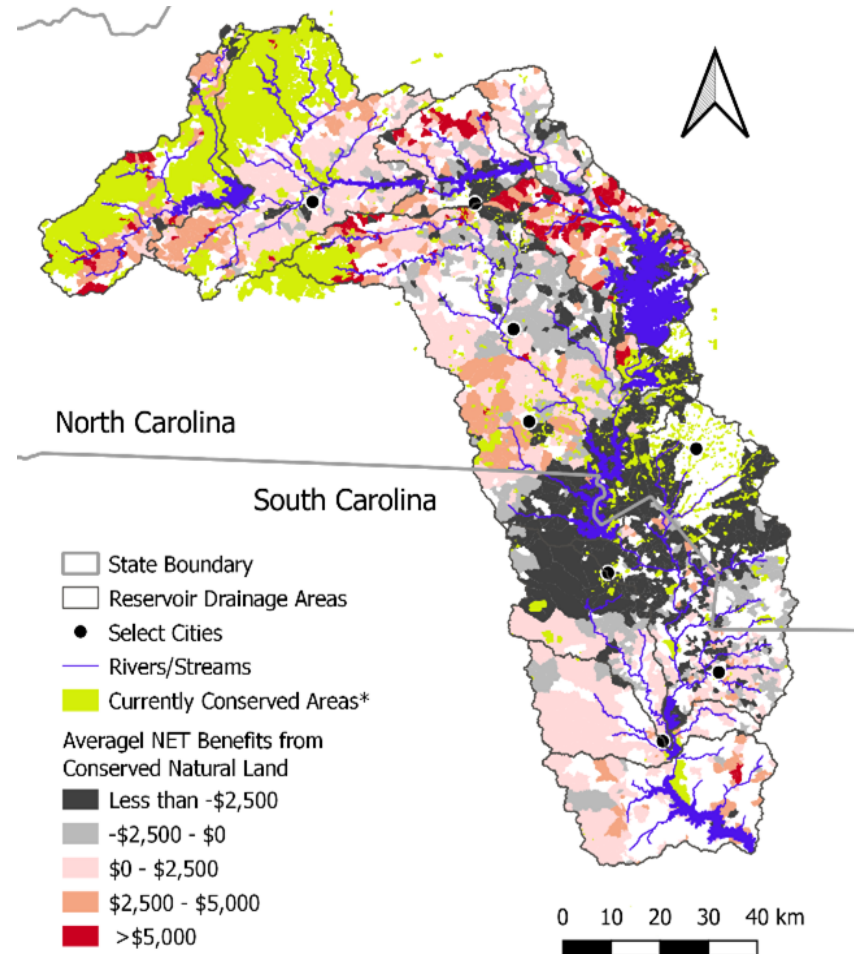 North Carolina
South Carolina
State Boundary
Reservoir Drainage Areas
Select Cities
Rivers/Streams
Currently Conserved Areas*
Averagel NET Benefits from
Conserved Natural Land
Less than -$2,500
-$2,500 - $0
$0 - $2,500
$2,500 - $5,000
>$5,000
0 10 20 30 40 km